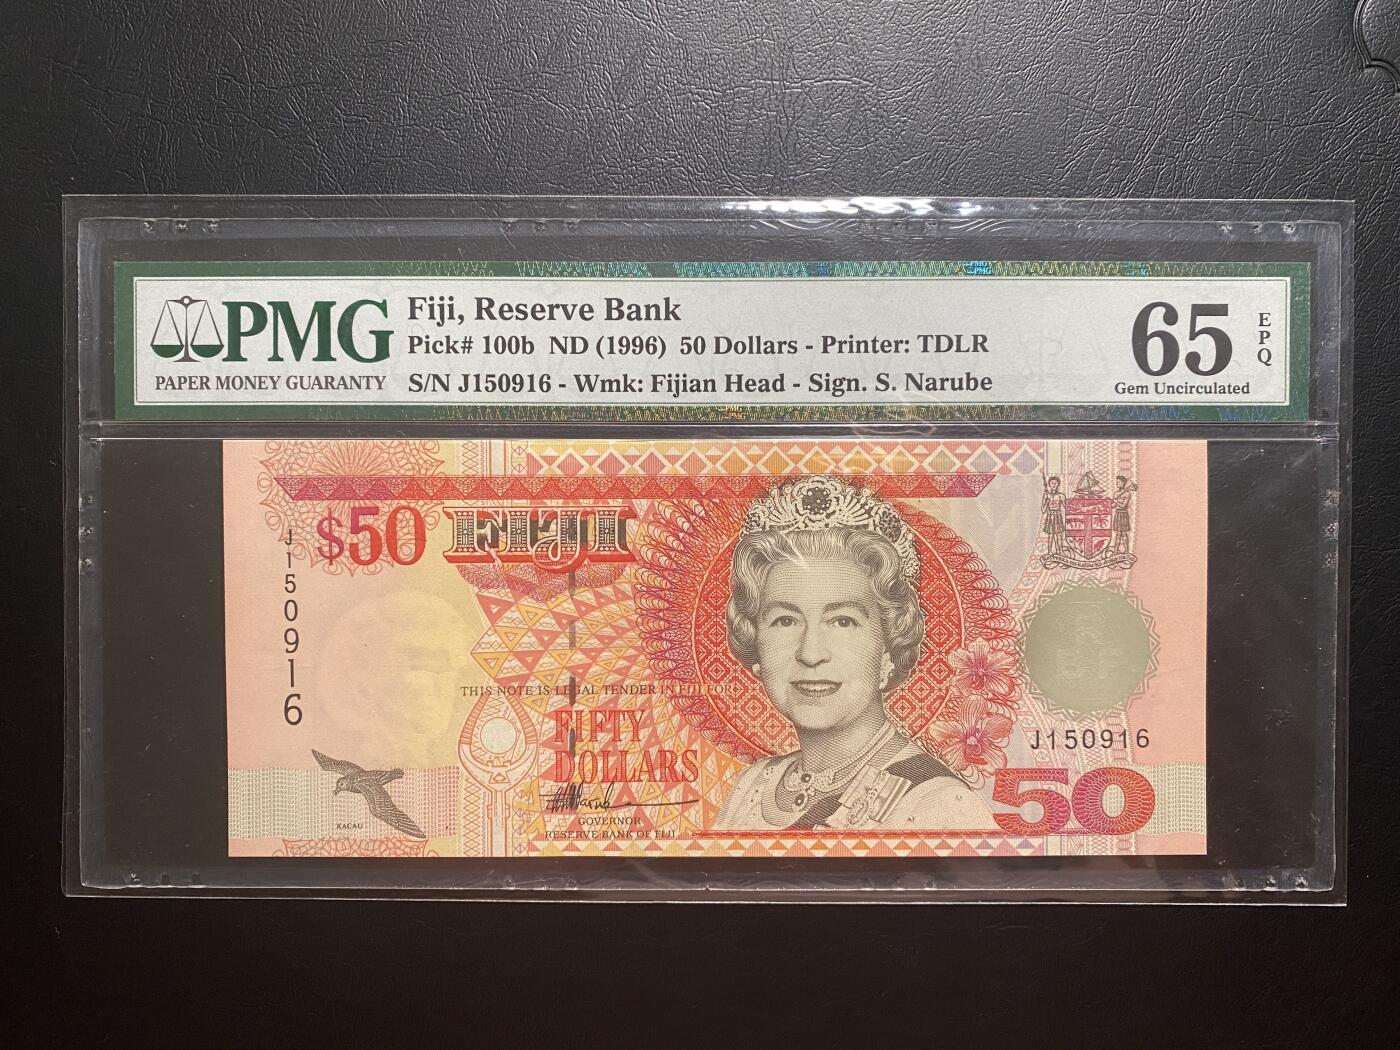 PMG
PAPER MONEY GUARANTY
Fiji, Reserve Bank
Pick# 100b ND (1996) 50 Dollars - Printer: TDLR
S/N J150916 - Wmk: Fijian Head - Sign. S. Narube
65
EPQ
Gem Uncirculated
$50 FIJI
J150916
THIS NOTE IS LEGAL TENDER IN FIJI FOR
FIFTY
DOLLARS
GOVERNOR
RESERVE BANK OF FIJI
KACAU
J150916
50